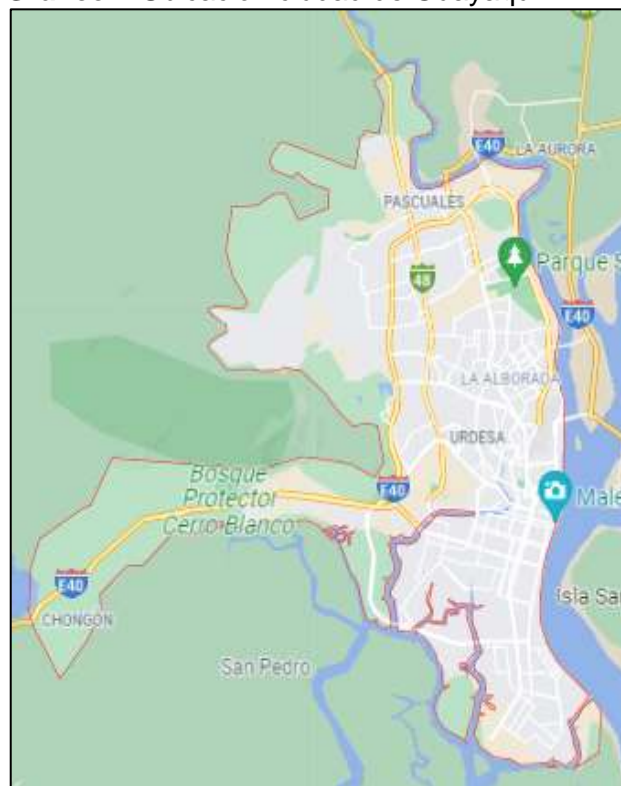 E40
LA AURORA
PASCUALES
Parque S
48
E40
LA ALBORADA
URDESA
Bosque
Protector
Cerro Blanco
E40
Male
E40
Isla Sa
CHONGÓN
San Pedro